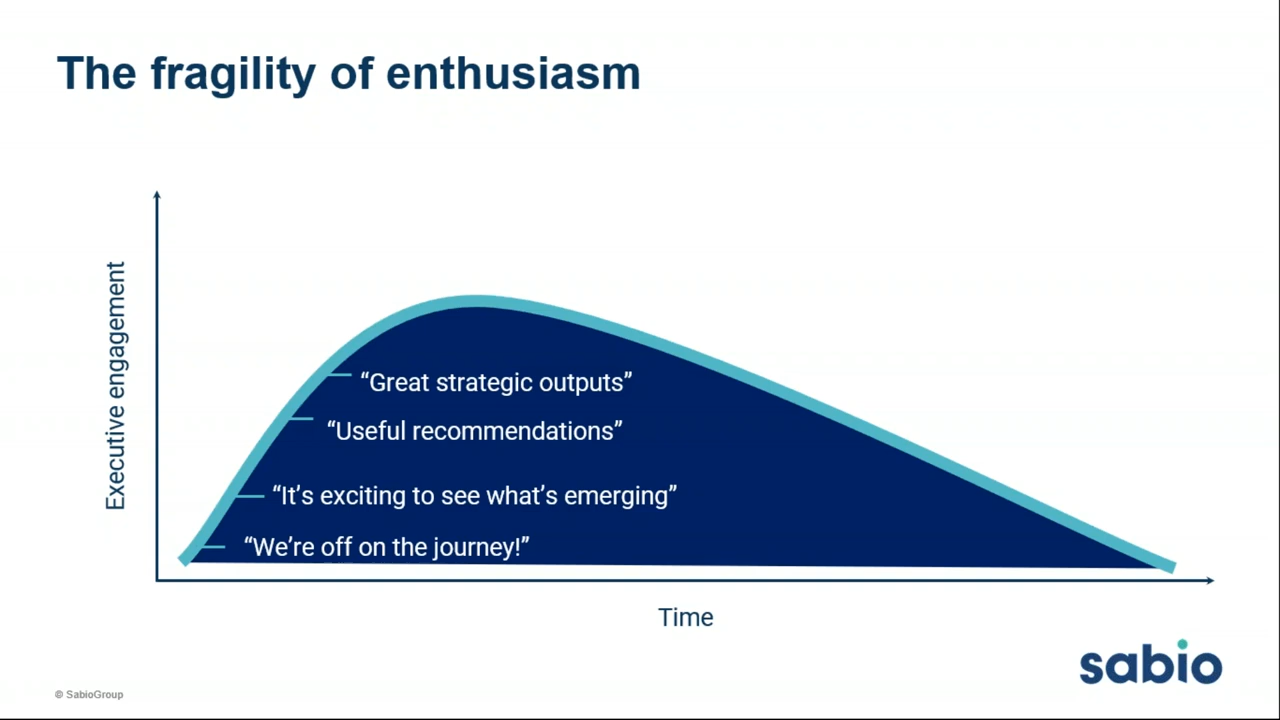 The fragility of enthusiasm
Executive engagement
“Great strategic outputs”
“Useful recommendations”
“It’s exciting to see what’s emerging”
“We’re off on the journey!”
Time
sabio
© SabioGroup